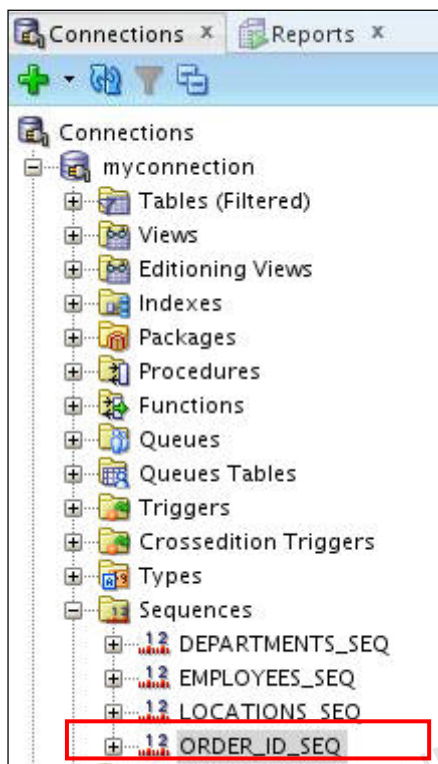 Connections x Reports x
Connections
myconnection
Tables (Filtered)
Views
Editioning Views
Indexes
Packages
Procedures
Functions
Queues
Queues Tables
Triggers
Crossedition Triggers
Types
Sequences
DEPARTMENTS_SEQ
EMPLOYEES_SEQ
LOCATIONS_SEQ
ORDER_ID_SEQ